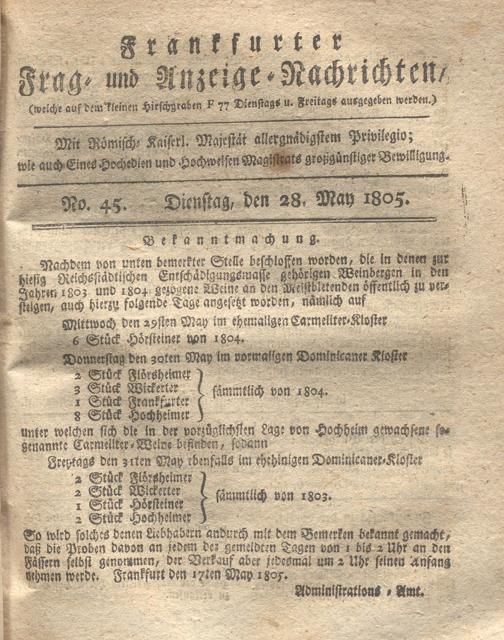 Frankfurter
Frag- und Anzeige-Nachrichten,
(welche auf dem kleinen Hirschgraben F 77 Dienstags u. Freitags ausgegeben werden.)
Mit Römisch-Kaiserl. Majestät allergnädigstem Privilegio;
wie auch Eines Hochedlen und Hochweisen Magistrats großgünstiger Bewilligung.
No. 45. Dienstag, den 28. May 1805.
Bekanntmachung.
Nachdem von unten bemerkter Stelle beschlossen worden, die in denen zur
hiesig Reichsstädtischen Entschädigungsmasse gehörigen Weinbergen in den
Jahren 1803 und 1804 gezogene Weine an den Meistbietenden öffentlich zu ver-
steigen, auch hierzu folgende Tage angesetzt worden, nämlich auf
Mittwoch den 29sten May im ehemaligen Carmeliter-Kloster
6 Stück Hörsteiner von 1804.
Donnerstag den 30ten May im vormaligen Dominicaner Kloster
2 Stück Flörsheimer
3 Stück Wickerter
1 Stück Frankfurter
8 Stück Hochheimer
sämmtlich von 1804.
unter welchen sich die in der vorzüglichsten Lage von Hochheim gewachsene so-
genannte Carmeliter-Weine befinden, sodann
Freytags den 31ten May ebenfalls im ehehinigen Dominicaner-Kloster
2 Stück Flörsheimer
2 Stück Wickerter
1 Stück Hörsteiner
2 Stück Hochheimer
sämmtlich von 1803.
So wird solches denen Liebhabern andurch mit dem Bemerken bekannt gemacht,
daß die Proben davon an jedem der gemeldten Tagen von 1 bis 2 Uhr an den
Fässern selbst genommen, der Verkauf aber jedesmal um 2 Uhr seinen Anfang
nehmen werde. Frankfurt den 17ten May 1805.
Administrations-Amt.